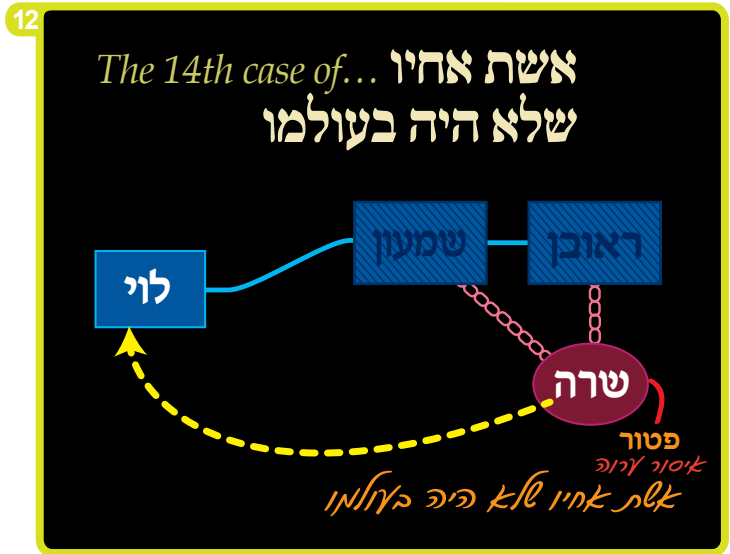 12
The 14th case of... אשת אחיו
שלא היה בעולמו
שמעון
ראובן
לוי
שרה
פטור
איסור ערוה
אשת אחיו שלא היה בעולמו